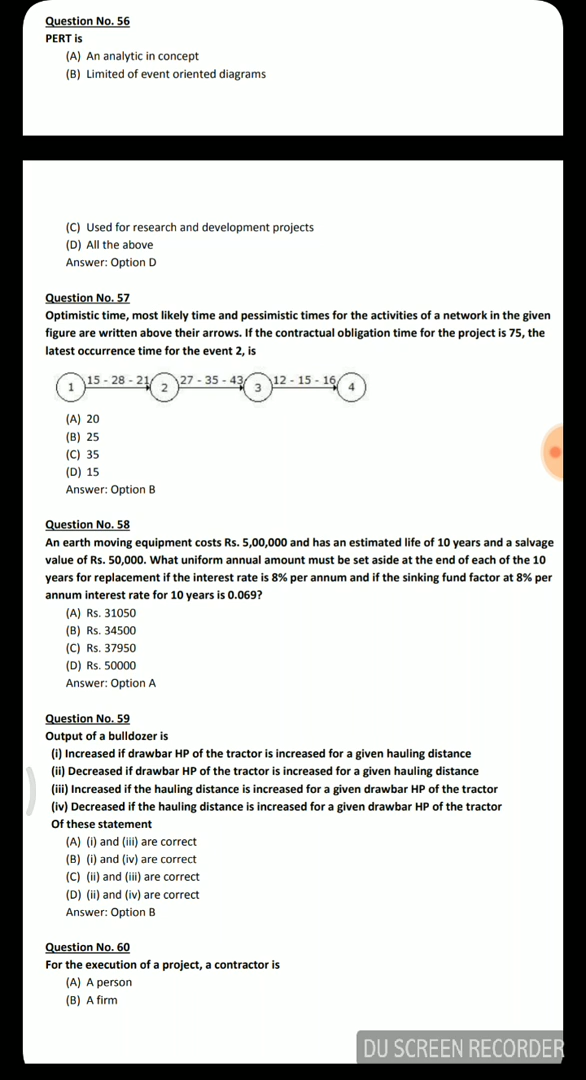 Question No. 56
PERT is
(A) An analytic in concept
(B) Limited of event oriented diagrams
(C) Used for research and development projects
(D) All the above
Answer: Option D
Question No. 57
Optimistic time, most likely time and pessimistic times for the activities of a network in the given
figure are written above their arrows. If the contractual obligation time for the project is 75, the
latest occurrence time for the event 2, is
1 15 - 28 - 21 2 27 - 35 - 43 3 12 - 15 - 16 4
(A) 20
(B) 25
(C) 35
(D) 15
Answer: Option B
Question No. 58
An earth moving equipment costs Rs. 5,00,000 and has an estimated life of 10 years and a salvage
value of Rs. 50,000. What uniform annual amount must be set aside at the end of each of the 10
years for replacement if the interest rate is 8% per annum and if the sinking fund factor at 8% per
annum interest rate for 10 years is 0.069?
(A) Rs. 31050
(B) Rs. 34500
(C) Rs. 37950
(D) Rs. 50000
Answer: Option A
Question No. 59
Output of a bulldozer is
(i) Increased if drawbar HP of the tractor is increased for a given hauling distance
(ii) Decreased if drawbar HP of the tractor is increased for a given hauling distance
(iii) Increased if the hauling distance is increased for a given drawbar HP of the tractor
(iv) Decreased if the hauling distance is increased for a given drawbar HP of the tractor
Of these statement
(A) (i) and (iii) are correct
(B) (i) and (iv) are correct
(C) (ii) and (iii) are correct
(D) (ii) and (iv) are correct
Answer: Option B
Question No. 60
For the execution of a project, a contractor is
(A) A person
(B) A firm
DU SCREEN RECORDER